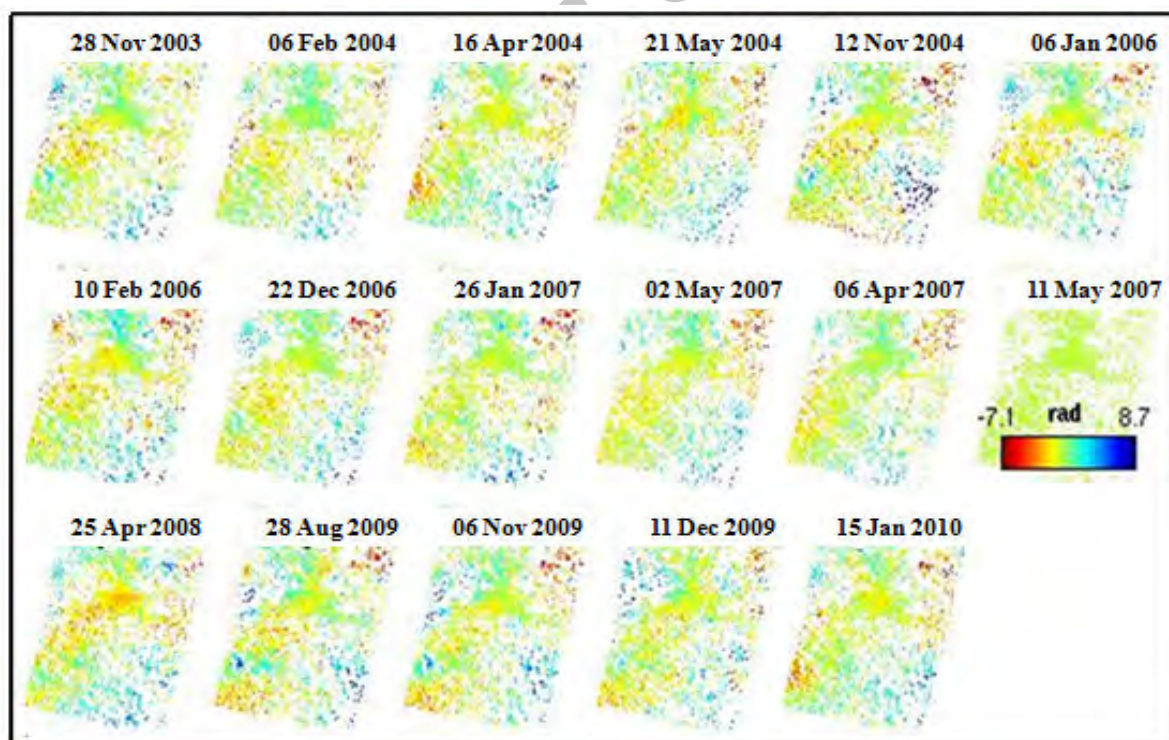 28 Nov 2003 06 Feb 2004 16 Apr 2004 21 May 2004 12 Nov 2004 06 Jan 2006
10 Feb 2006 22 Dec 2006 26 Jan 2007 02 May 2007 06 Apr 2007 11 May 2007
-7.1 rad 8.7
25 Apr 2008 28 Aug 2009 06 Nov 2009 11 Dec 2009 15 Jan 2010